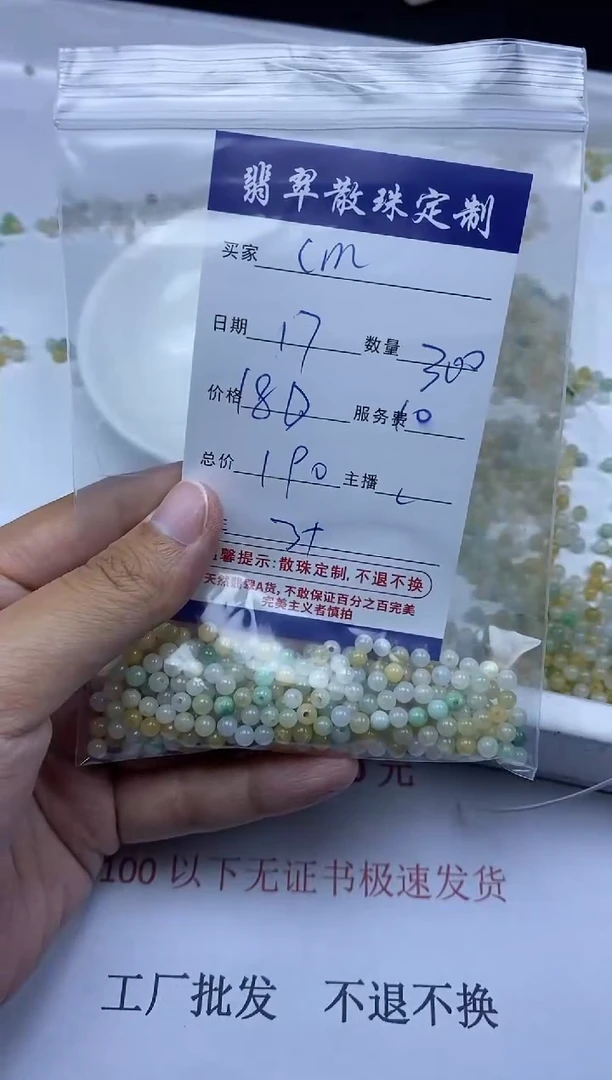 翡翠散珠定制
买家 cm
日期 17 数量 300
价格 180 服务费 10
总价 190 主播
馨提示:散珠定制,不退不换
天然翡翠A货,不敢保证百分之百完美
完美主义者慎拍
元
100以下无证书极速发货
工厂批发 不退不换